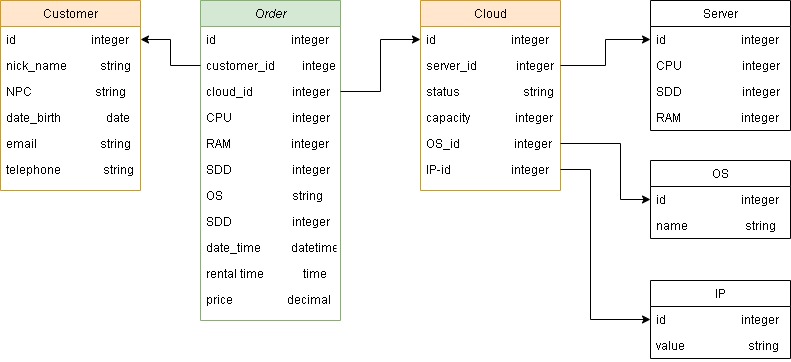 Customer
id integer
nick_name string
NPC string
date_birth date
email string
telephone string
Order
id integer
customer_id intege
cloud_id integer
CPU integer
RAM integer
SDD integer
OS string
SDD integer
date_time datetime
rental time time
price decimal
Cloud
id integer
server_id integer
status string
capacity integer
OS_id integer
IP-id integer
Server
id integer
CPU integer
SDD integer
RAM integer
OS
id integer
name string
IP
id integer
value string